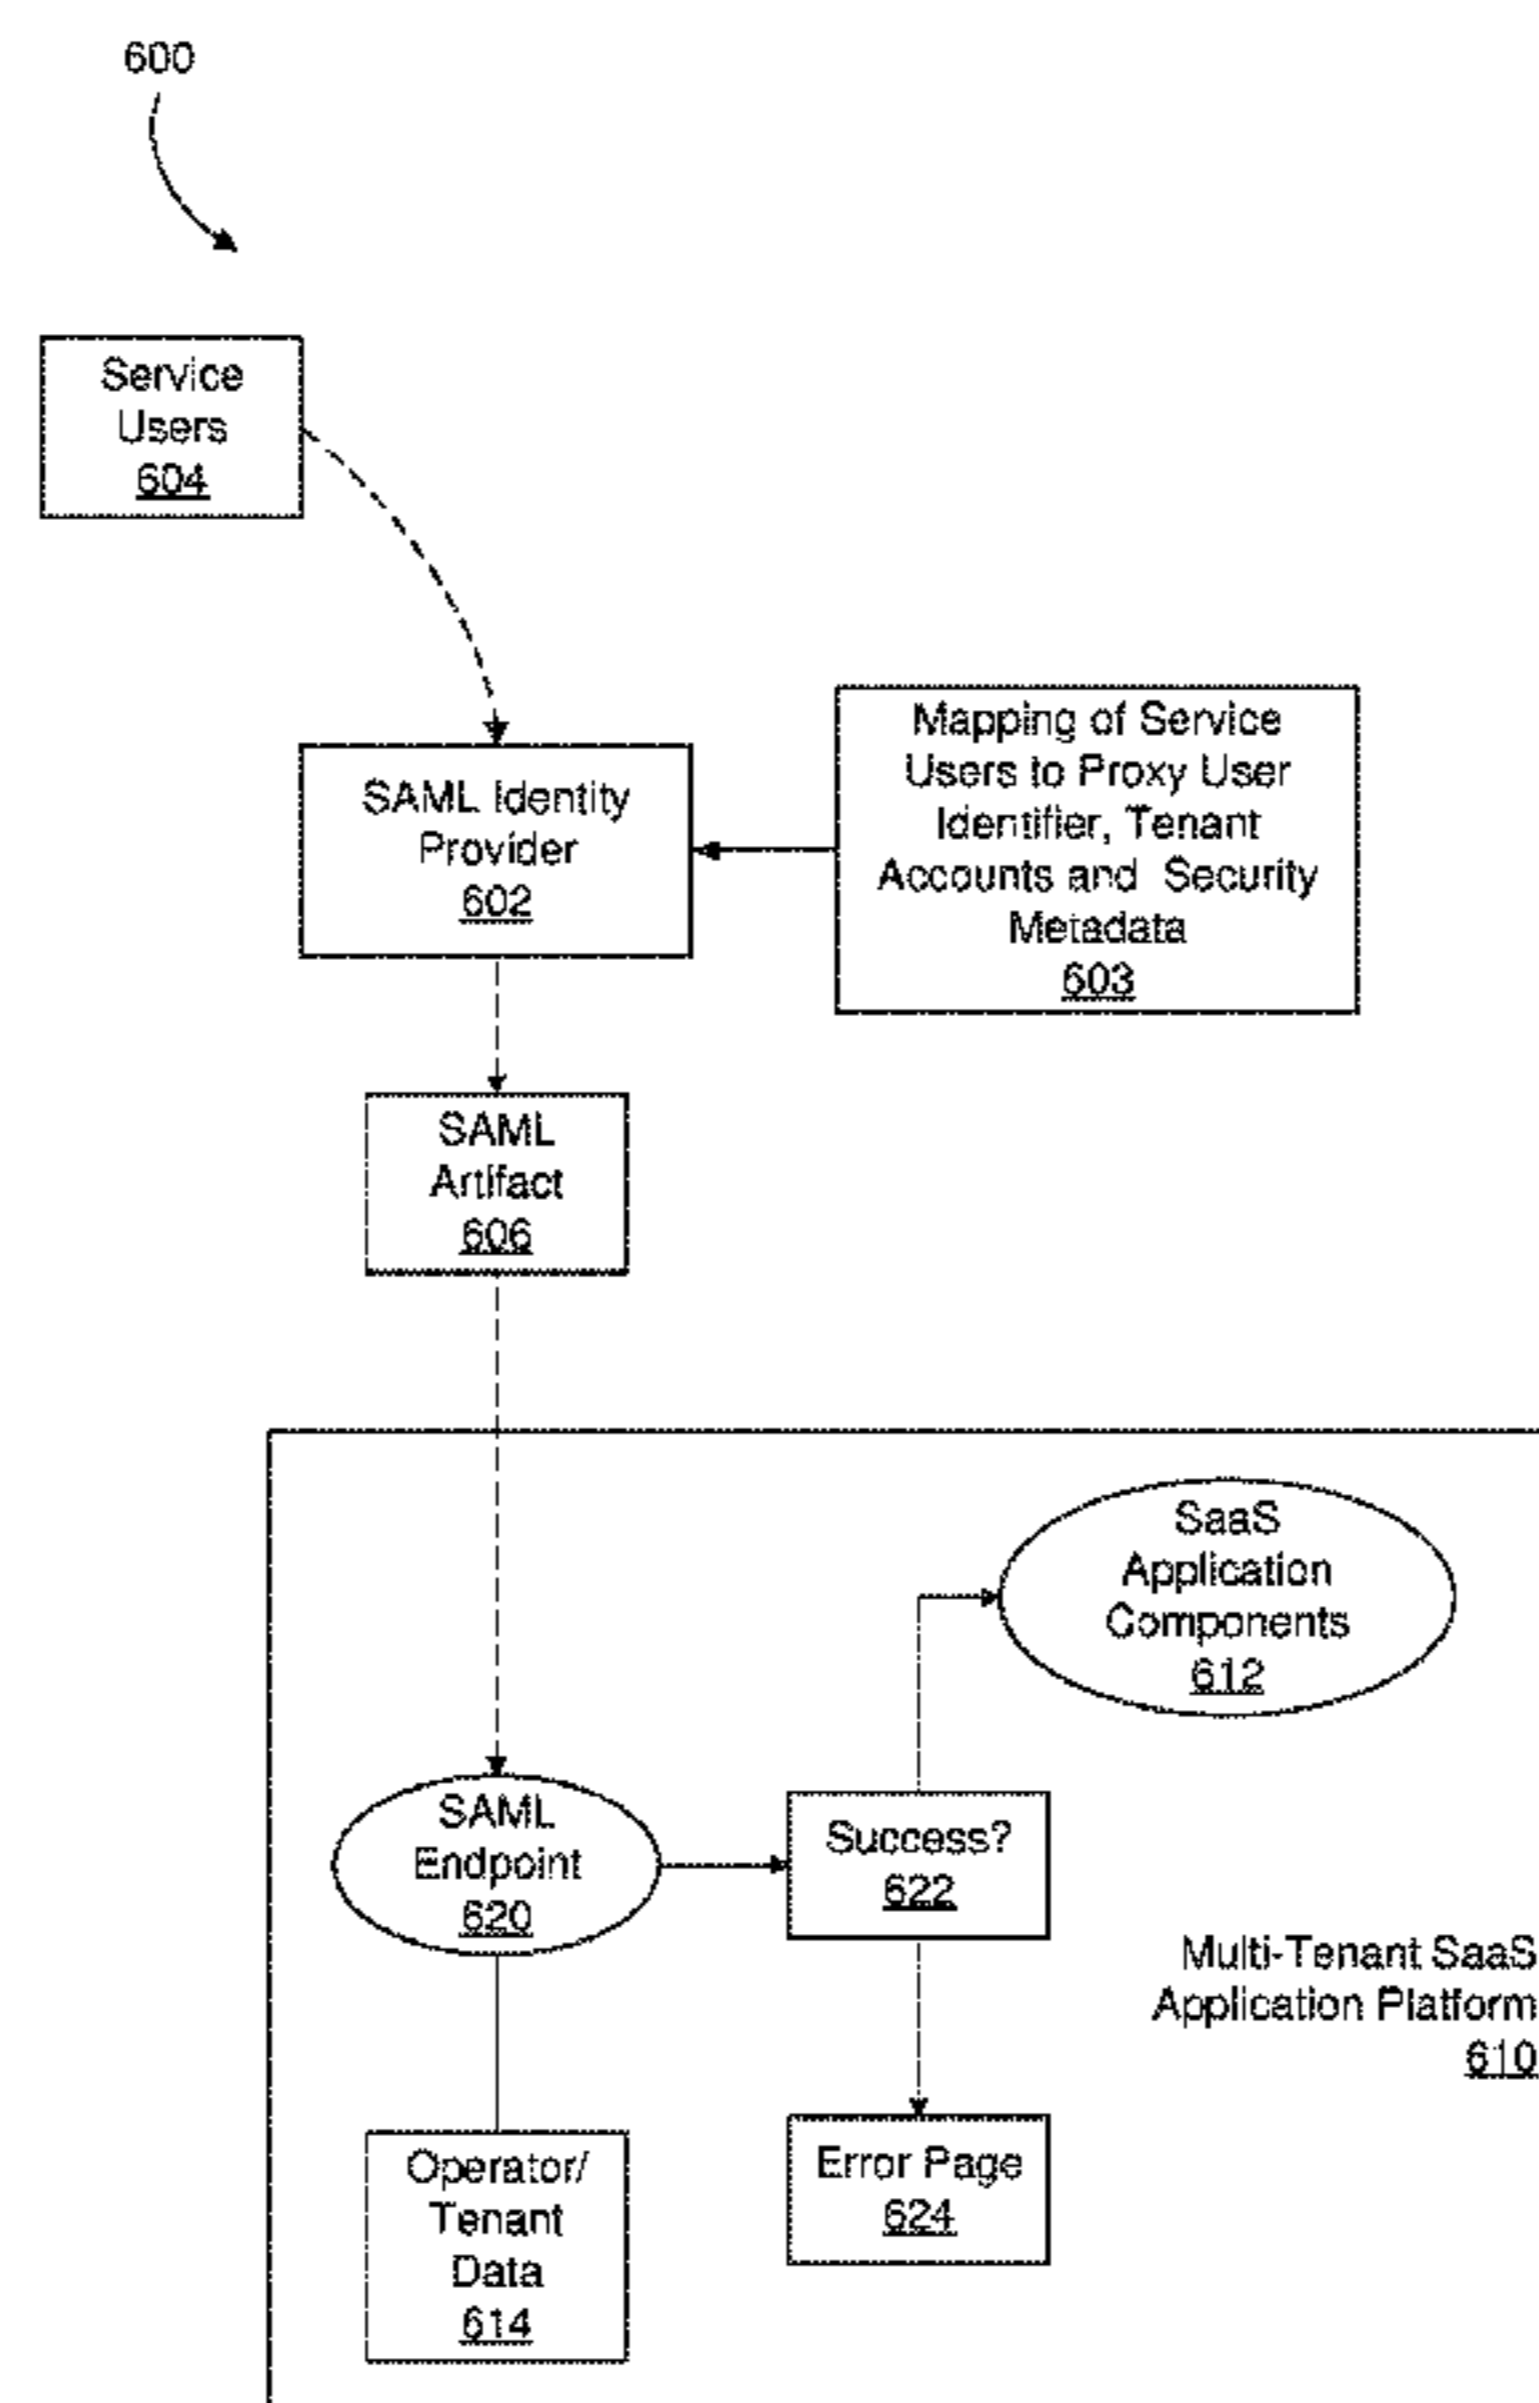 600
Service
Users
604
SAML Identity
Provider
602
Mapping of Service
Users to Proxy User
Identifier, Tenant
Accounts and Security
Metadata
603
SAML
Artifact
606
SaaS
Application
Components
612
SAML
Endpoint
620
Success?
622
Multi-Tenant SaaS
Application Platform
610
Operator/
Tenant
Data
614
Error Page
624